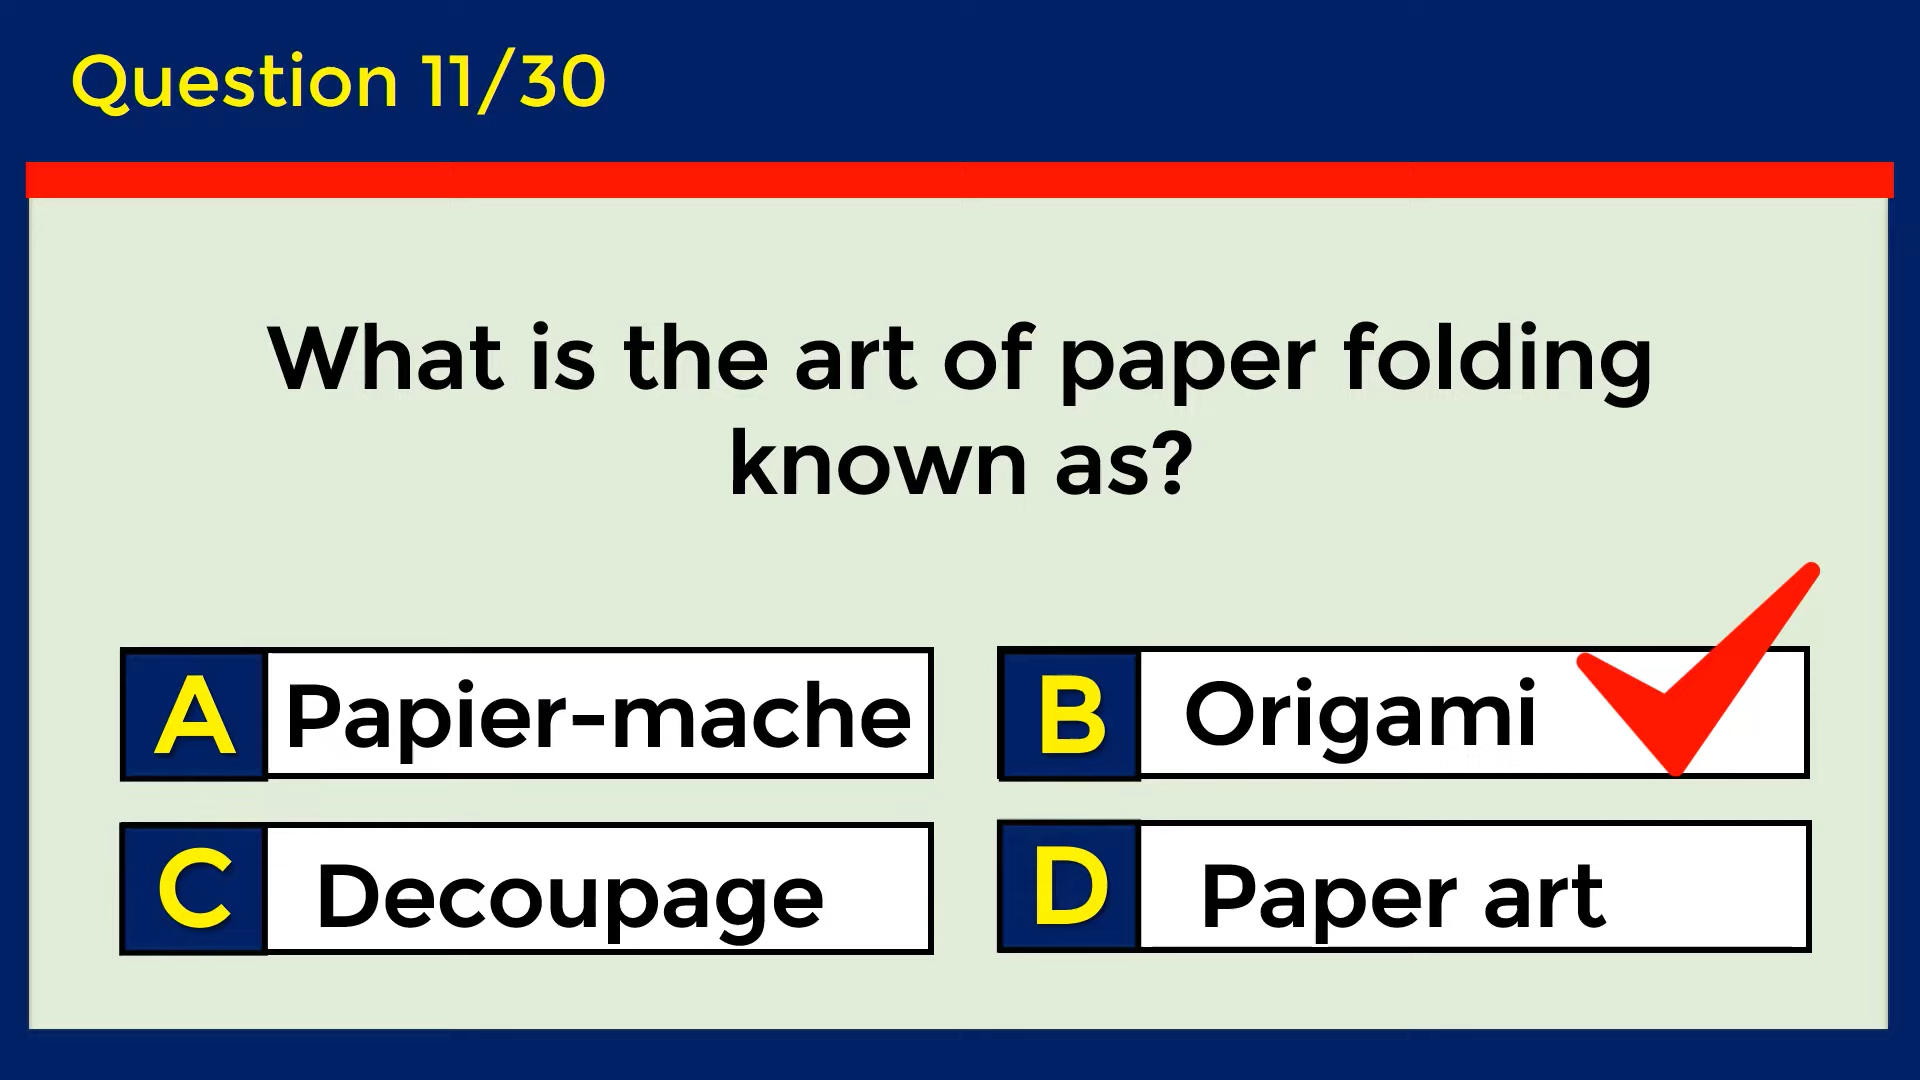 Question 11/30
What is the art of paper folding
known as?
A Papier-mache
B Origami
C Decoupage
D Paper art